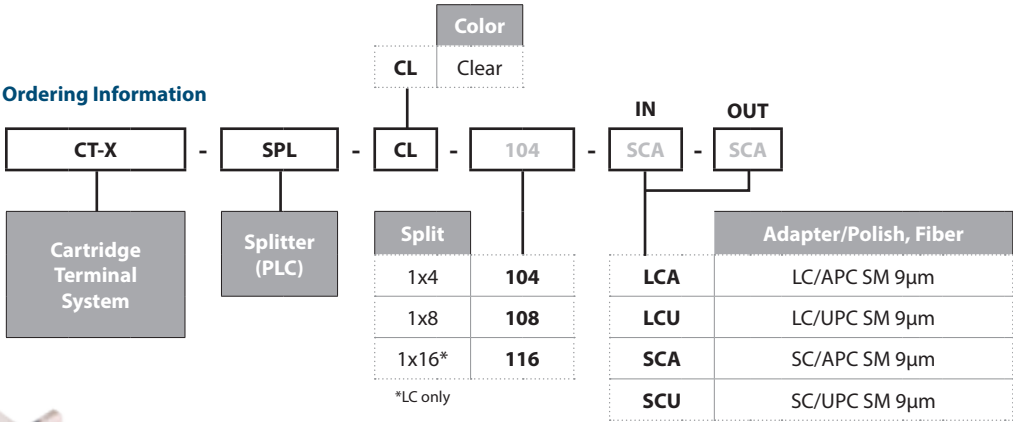 Color
CL Clear
Ordering Information
IN OUT
CT-X - SPL - CL - 104 - SCA - SCA
Cartridge
Terminal
System
Splitter
(PLC)
Split
1x4 104
1x8 108
1x16* 116
*LC only
Adapter/Polish, Fiber
LCA LC/APC SM 9µm
LCU LC/UPC SM 9µm
SCA SC/APC SM 9µm
SCU SC/UPC SM 9µm